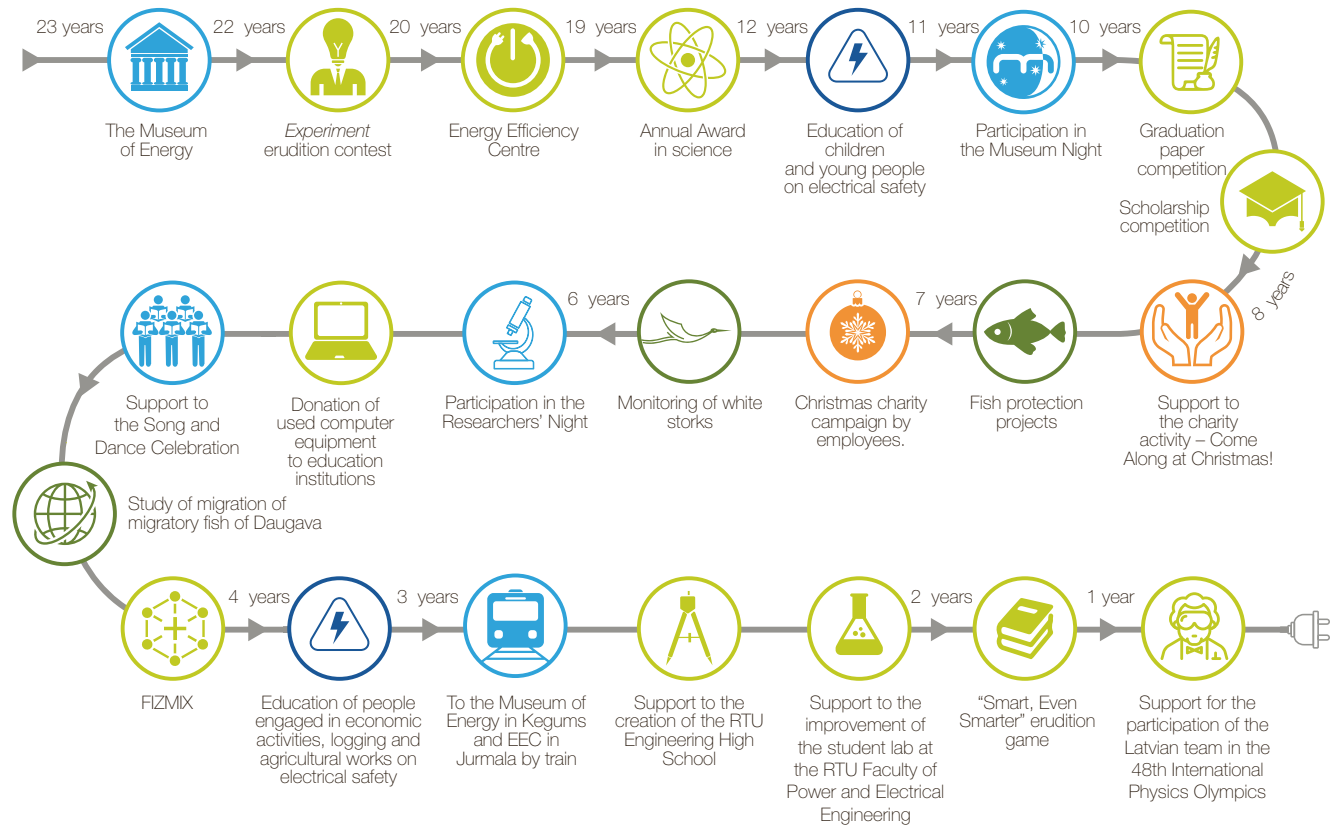 23 years
22 years
20 years
19 years
12 years
11 years
10 years
The Museum
of Energy
Experiment
erudition contest
Energy Efficiency
Centre
Annual Award
in science
Education of
children
and young people
on electrical safety
Participation in
the Museum Night
Graduation
paper
competition
Scholarship
competition
8 years
7 years
6 years
Support to
the charity
activity – Come
Along at Christmas!
Fish protection
projects
Christmas charity
campaign by
employees.
Monitoring of white
storks
Participation in the
Researchers' Night
Donation of
used computer
equipment
to education
institutions
Support to
the Song and
Dance Celebration
Study of migration of
migratory fish of Daugava
4 years
3 years
2 years
1 year
FIZMIX
Education of people
engaged in economic
activities, logging and
agricultural works on
electrical safety
To the Museum of
Energy in Kegums
and EEC in
Jurmala by train
Support to the
creation of the RTU
Engineering High
School
Support to the
improvement of
the student lab at
the RTU Faculty of
Power and Electrical
Engineering
“Smart, Even
Smarter” erudition
game
Support for the
participation of the
Latvian team in the
48th International
Physics Olympics